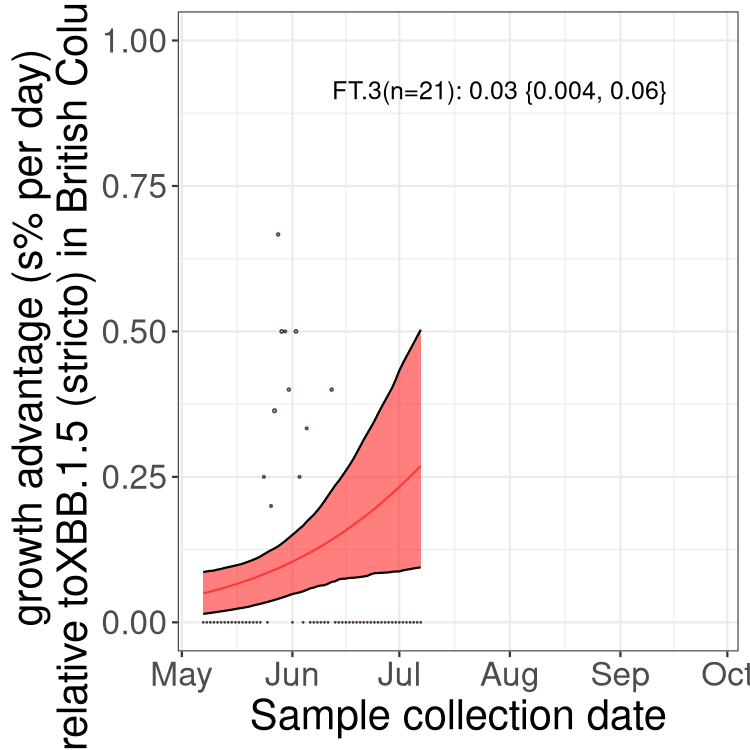 growth advantage (s% per day)
relative toXBB.1.5 (stricto) in British Colu
1.00
0.75
0.50
0.25
0.00
FT.3(n=21): 0.03 {0.004, 0.06}
May Jun Jul Aug Sep Oct
Sample collection date